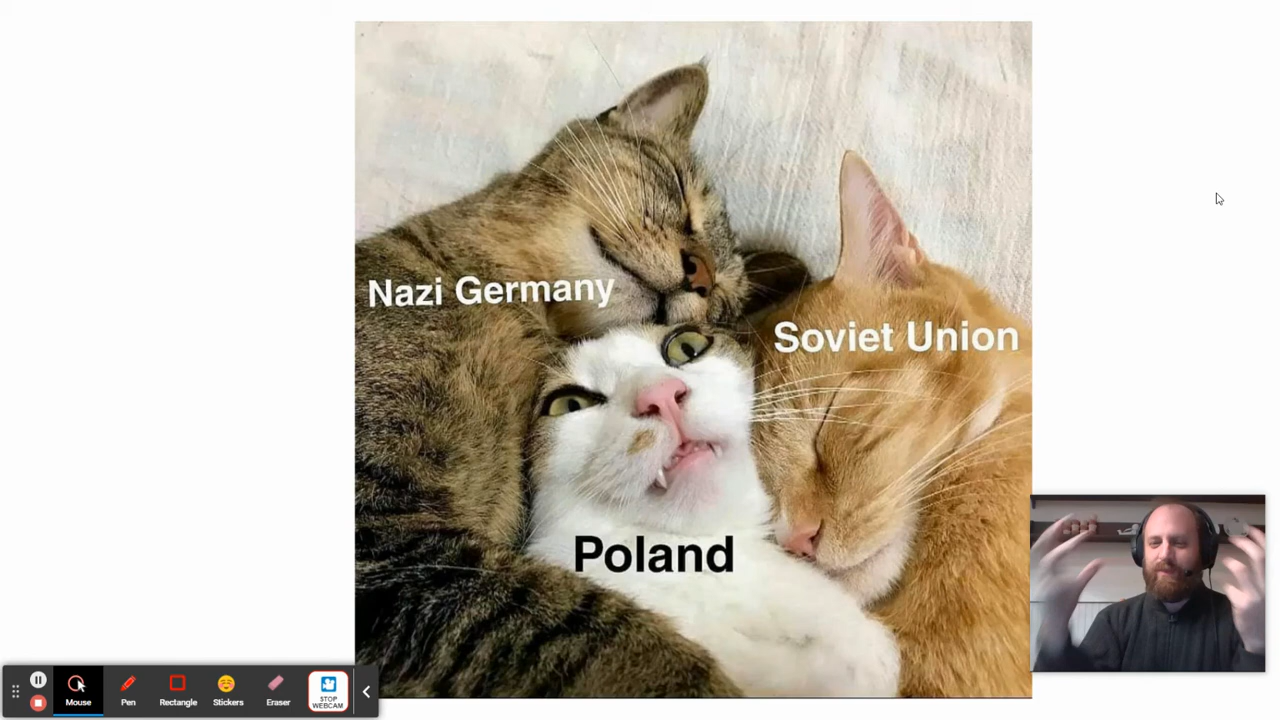 Nazi Germany
Soviet Union
Poland
Mouse
Pen
Rectangle
Stickers
Eraser
STOP
WEBCAM